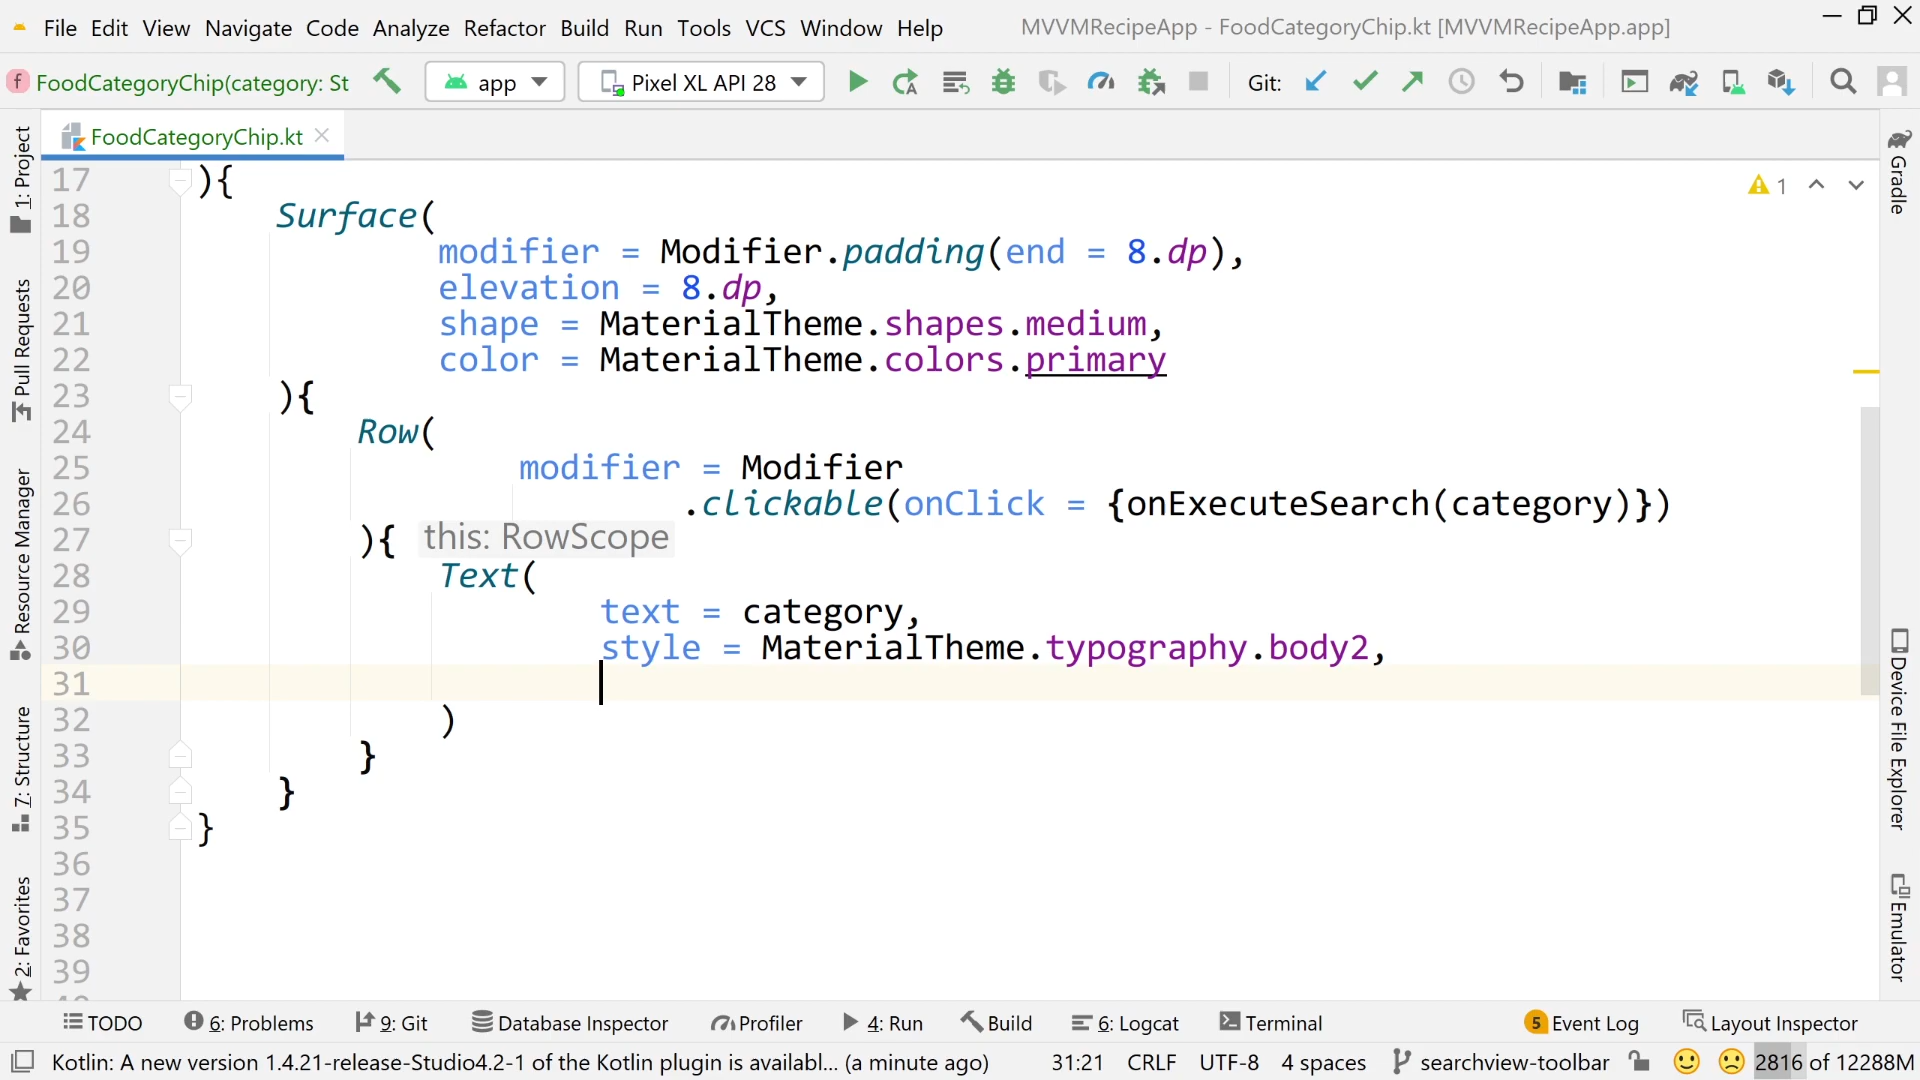 File Edit View Navigate Code Analyze Refactor Build Run Tools VCS Window Help MVVMRecipeApp - FoodCategoryChip.kt [MVVMRecipeApp.app]
f FoodCategoryChip(category: St app Pixel XL API 28 Git:
FoodCategoryChip.kt
1: Project
Pull Requests
Resource Manager
7: Structure
2: Favorites
17 ){
18 Surface(
19 modifier = Modifier.padding(end = 8.dp),
20 elevation = 8.dp,
21 shape = MaterialTheme.shapes.medium,
22 color = MaterialTheme.colors.primary
23 ){
24 Row(
25 modifier = Modifier
26 .clickable(onClick = {onExecuteSearch(category)})
27 ){ this: RowScope
28 Text(
29 text = category,
30 style = MaterialTheme.typography.body2,
31
32 )
33 }
34 }
35 }
36
37
38
39
1
Gradle
Device File Explorer
Emulator
TODO 6: Problems 9: Git Database Inspector Profiler 4: Run Build 6: Logcat Terminal 5 Event Log Layout Inspector
Kotlin: A new version 1.4.21-release-Studio4.2-1 of the Kotlin plugin is availabl... (a minute ago) 31:21 CRLF UTF-8 4 spaces searchview-toolbar 2816 of 12288M